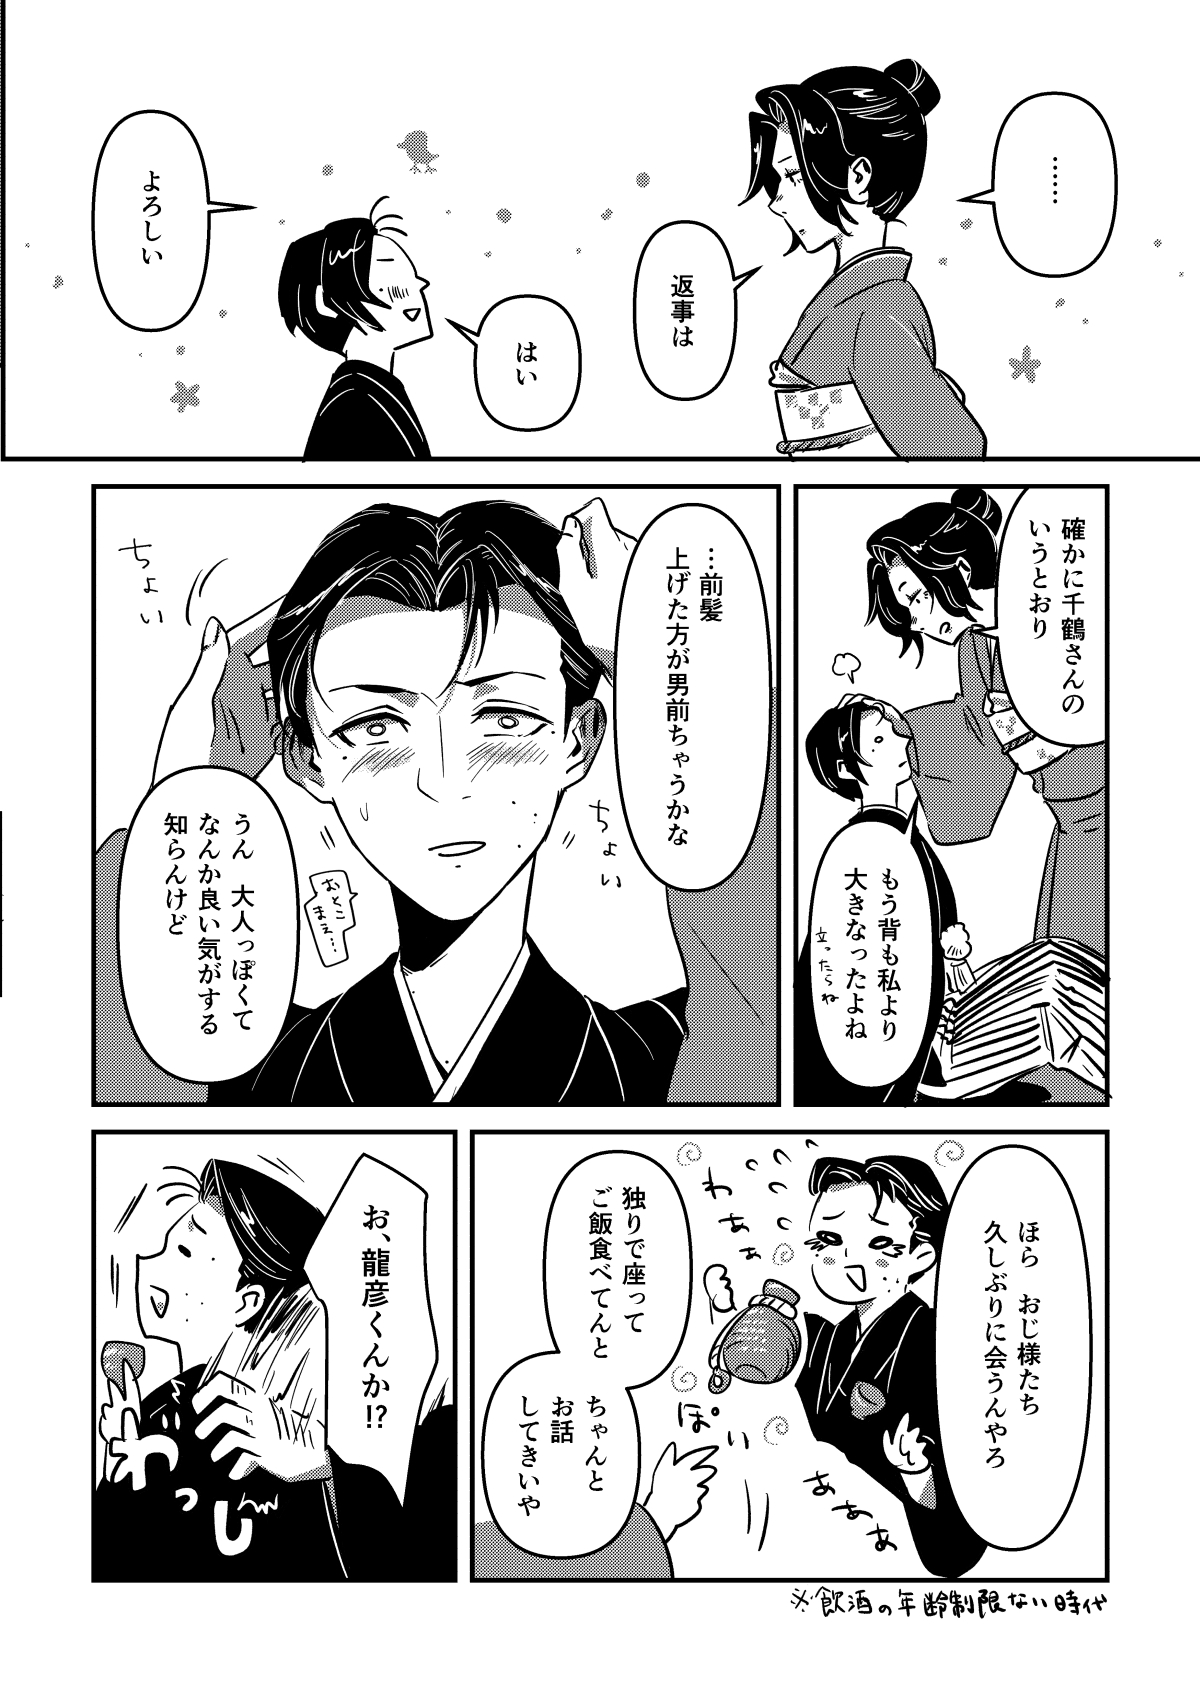 ……
返事は
はい
よろしい
確かに千鶴さんの
いうとおり
もう背も私より
大きなったよね
立ったらね
…前髪
上げた方が男前ちゃうかな
ちょい
ちょい
おとこ
まえ…
うん 大人っぽくて
なんか良い気がする
知らんけど
ほら おじ様たち
久しぶりに会うんやろ
わぁぁぁ
ぽい
あぁぁぁ
独りで座って
ご飯食べてんと
ちゃんと
お話
してきいや
お、龍彦くんか!?
わっし
※飲酒の年齢制限ない時代